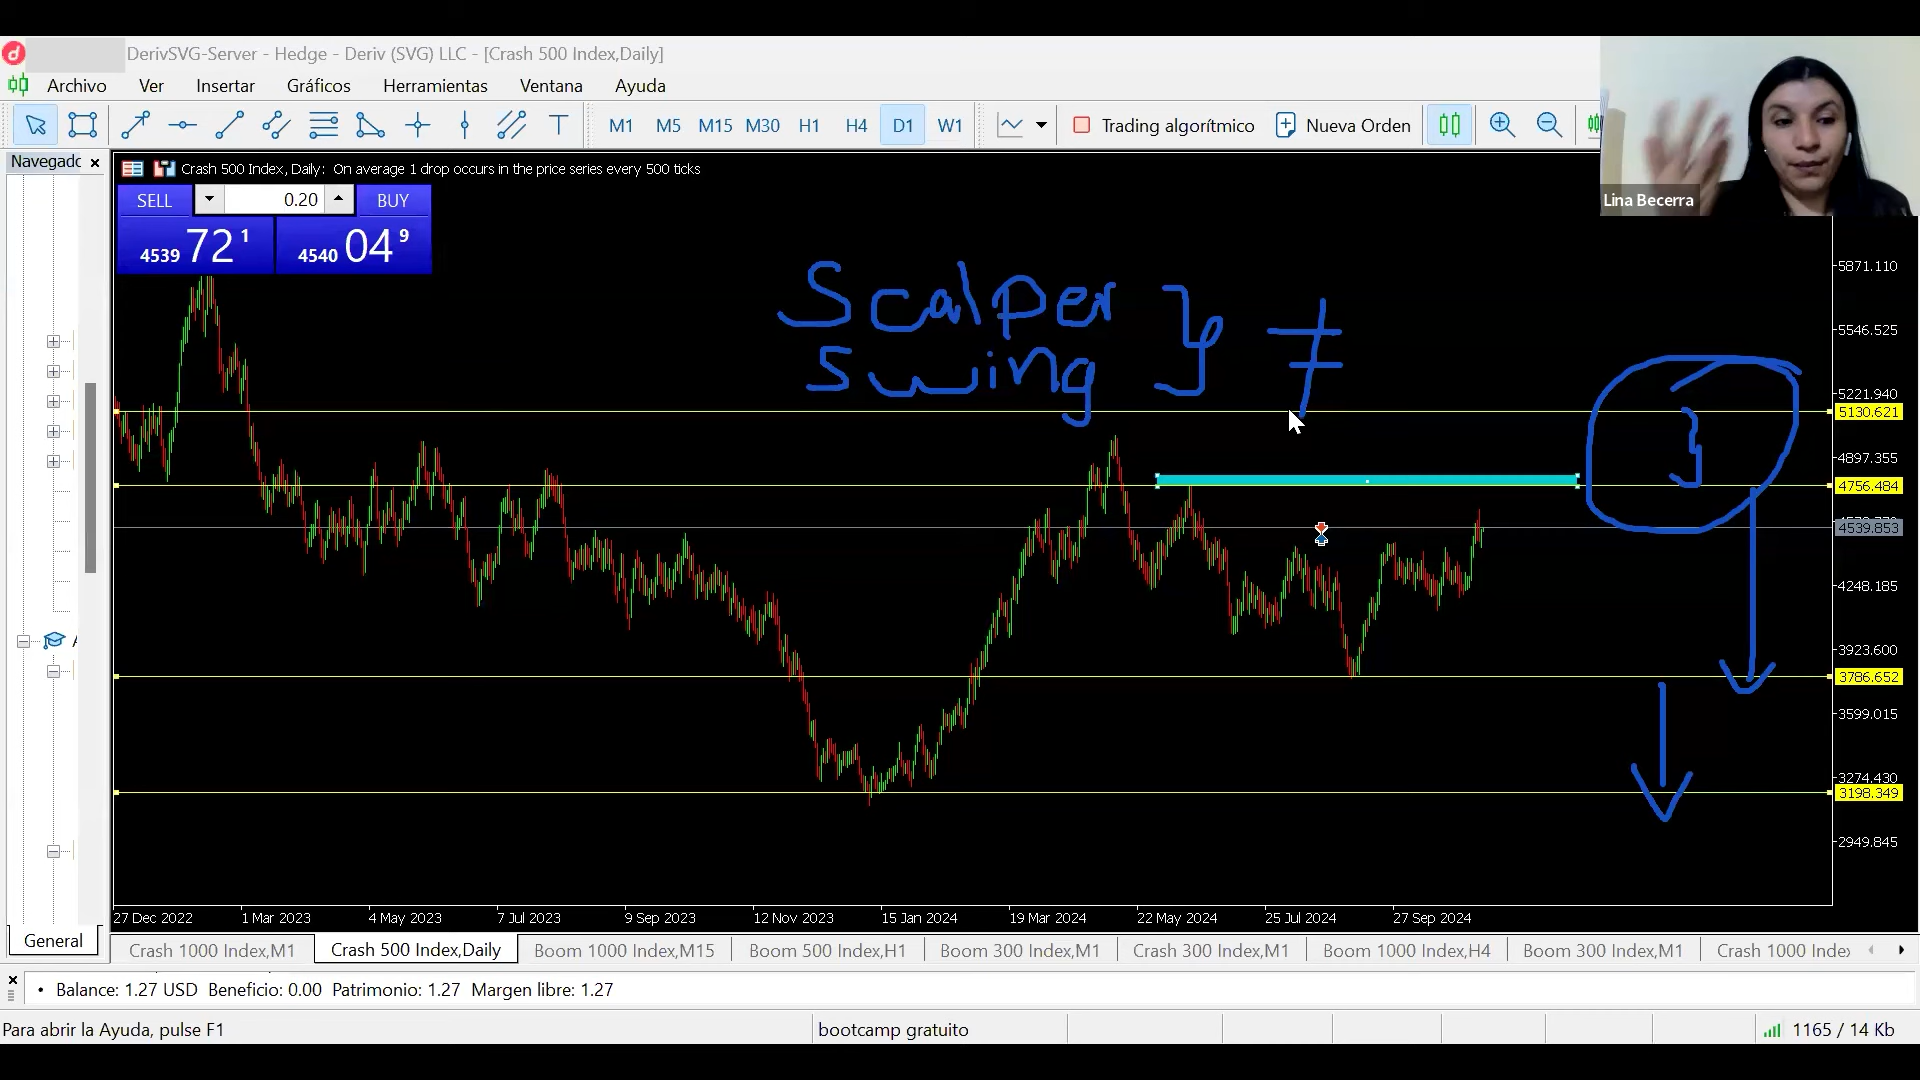 DerivSVG-Server - Hedge - Deriv (SVG) LLC - [Crash 500 Index,Daily]
Archivo Ver Insertar Gráficos Herramientas Ventana Ayuda
M1 M5 M15 M30 H1 H4 D1 W1 Trading algorítmico Nueva Orden
Lina Becerra
Navegado
Crash 500 Index, Daily: On average 1 drop occurs in the price series every 500 ticks
SELL 0.20 BUY
4539 72 1 4540 04 9
Scalper
swing
≠
3
5871.110
5546.525
5221.940
5130.621
4897.355
4756.484
4539.853
4248.185
3923.600
3786.652
3599.015
3274.430
3198.349
2949.845
27 Dec 2022 1 Mar 2023 4 May 2023 7 Jul 2023 9 Sep 2023 12 Nov 2023 15 Jan 2024 19 Mar 2024 22 May 2024 25 Jul 2024 27 Sep 2024
General
Crash 1000 Index,M1 Crash 500 Index,Daily Boom 1000 Index,M15 Boom 500 Index,H1 Boom 300 Index,M1 Crash 300 Index,M1 Boom 1000 Index,H4 Boom 300 Index,M1 Crash 1000 Index
• Balance: 1.27 USD Beneficio: 0.00 Patrimonio: 1.27 Margen libre: 1.27
Para abrir la Ayuda, pulse F1 bootcamp gratuito 1165 / 14 Kb